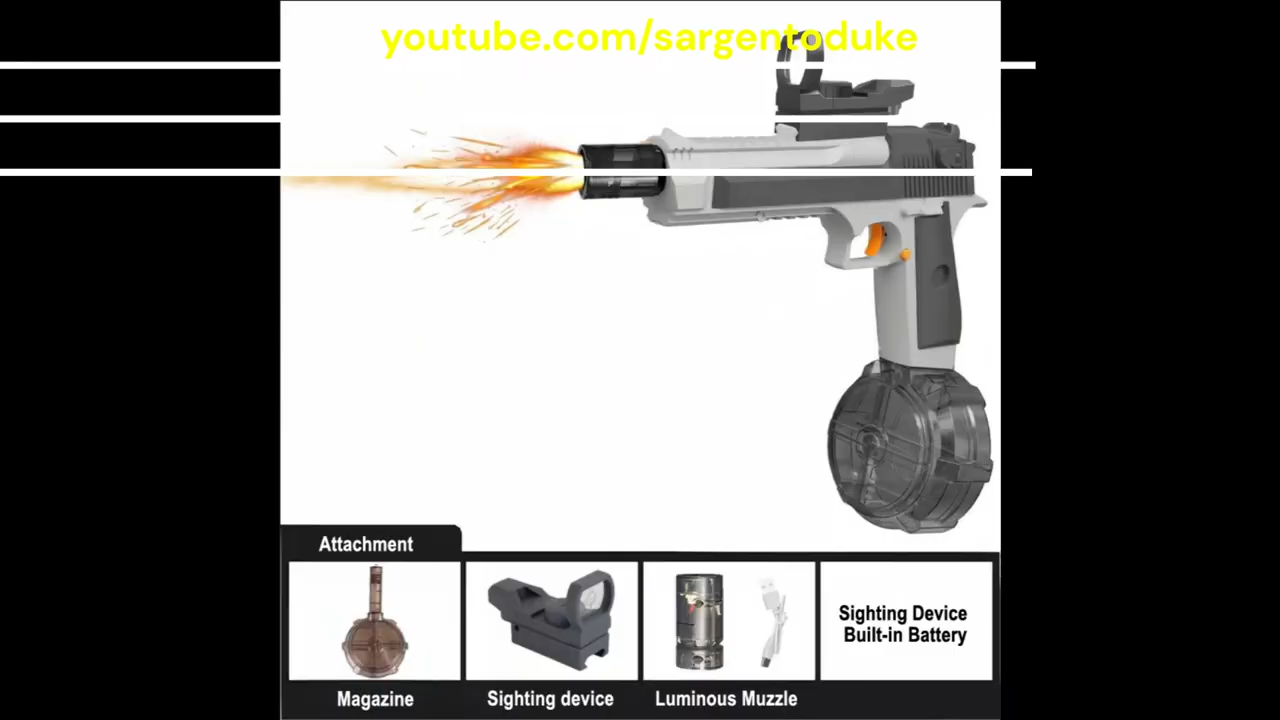 youtube.com/sargentoduke
Attachment
Sighting Device
Built-in Battery
Magazine
Sighting device
Luminous Muzzle